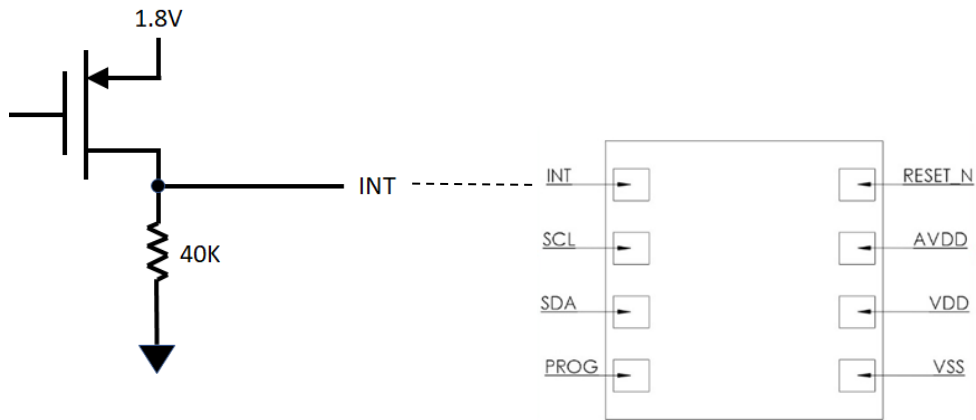 1.8V
INT
40K
INT
SCL
SDA
PROG
RESET_N
AVDD
VDD
VSS